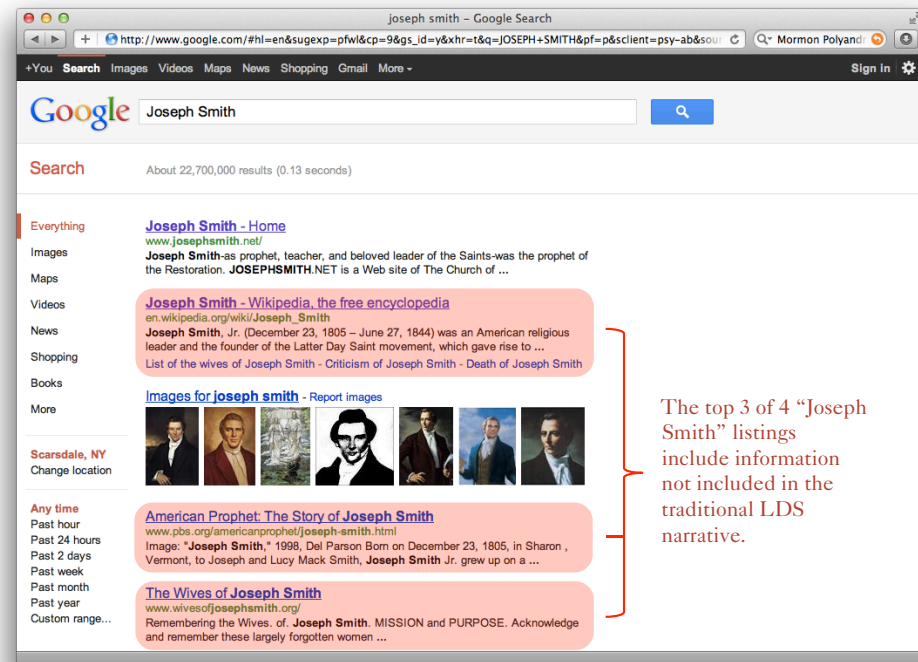 joseph smith – Google Search
http://www.google.com/#hl=en&sugexp=pfwl&cp=9&gs_id=y&xhr=t&q=JOSEPH+SMITH&pf=p&sclient=psy-ab&sour
Mormon Polyandr
+You Search Images Videos Maps News Shopping Gmail More
Sign in
Google
Joseph Smith
Search
About 22,700,000 results (0.13 seconds)
Everything
Images
Maps
Videos
News
Shopping
Books
More
Scarsdale, NY
Change location
Any time
Past hour
Past 24 hours
Past 2 days
Past week
Past month
Past year
Custom range...
Joseph Smith - Home
www.josephsmith.net/
Joseph Smith-as prophet, teacher, and beloved leader of the Saints-was the prophet of
the Restoration. JOSEPHSMITH.NET is a Web site of The Church of ...
Joseph Smith - Wikipedia, the free encyclopedia
en.wikipedia.org/wiki/Joseph_Smith
Joseph Smith, Jr. (December 23, 1805 – June 27, 1844) was an American religious
leader and the founder of the Latter Day Saint movement, which gave rise to ...
List of the wives of Joseph Smith - Criticism of Joseph Smith - Death of Joseph Smith
Images for joseph smith - Report images
American Prophet: The Story of Joseph Smith
www.pbs.org/americanprophet/joseph-smith.html
Image: "Joseph Smith," 1998, Del Parson Born on December 23, 1805, in Sharon ,
Vermont, to Joseph and Lucy Mack Smith, Joseph Smith Jr. grew up on a ...
The Wives of Joseph Smith
www.wivesofjosephsmith.org/
Remembering the Wives. of. Joseph Smith. MISSION and PURPOSE. Acknowledge
and remember these largely forgotten women ...
The top 3 of 4 “Joseph
Smith” listings
include information
not included in the
traditional LDS
narrative.